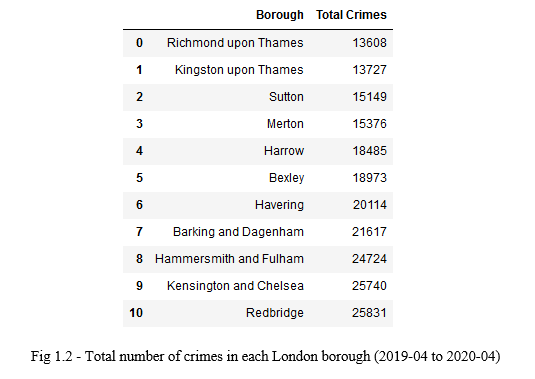 Borough Total Crimes
0 Richmond upon Thames 13608
1 Kingston upon Thames 13727
2 Sutton 15149
3 Merton 15376
4 Harrow 18485
5 Bexley 18973
6 Havering 20114
7 Barking and Dagenham 21617
8 Hammersmith and Fulham 24724
9 Kensington and Chelsea 25740
10 Redbridge 25831
Fig 1.2 - Total number of crimes in each London borough (2019-04 to 2020-04)